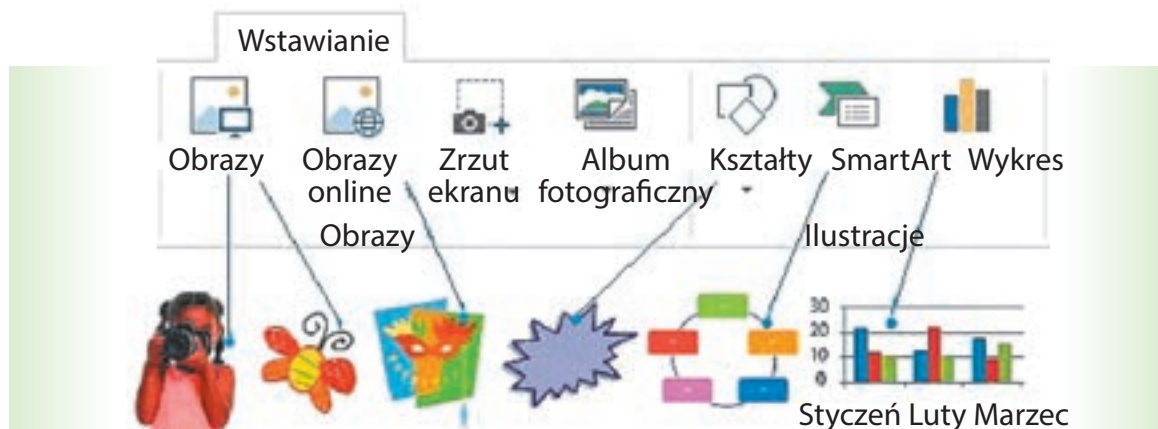 Wstawianie
Obrazy Obrazy online Zrzut ekranu Album fotograficzny Kształty SmartArt Wykres
Obrazy Ilustracje
30
20
10
0
Styczeń Luty Marzec